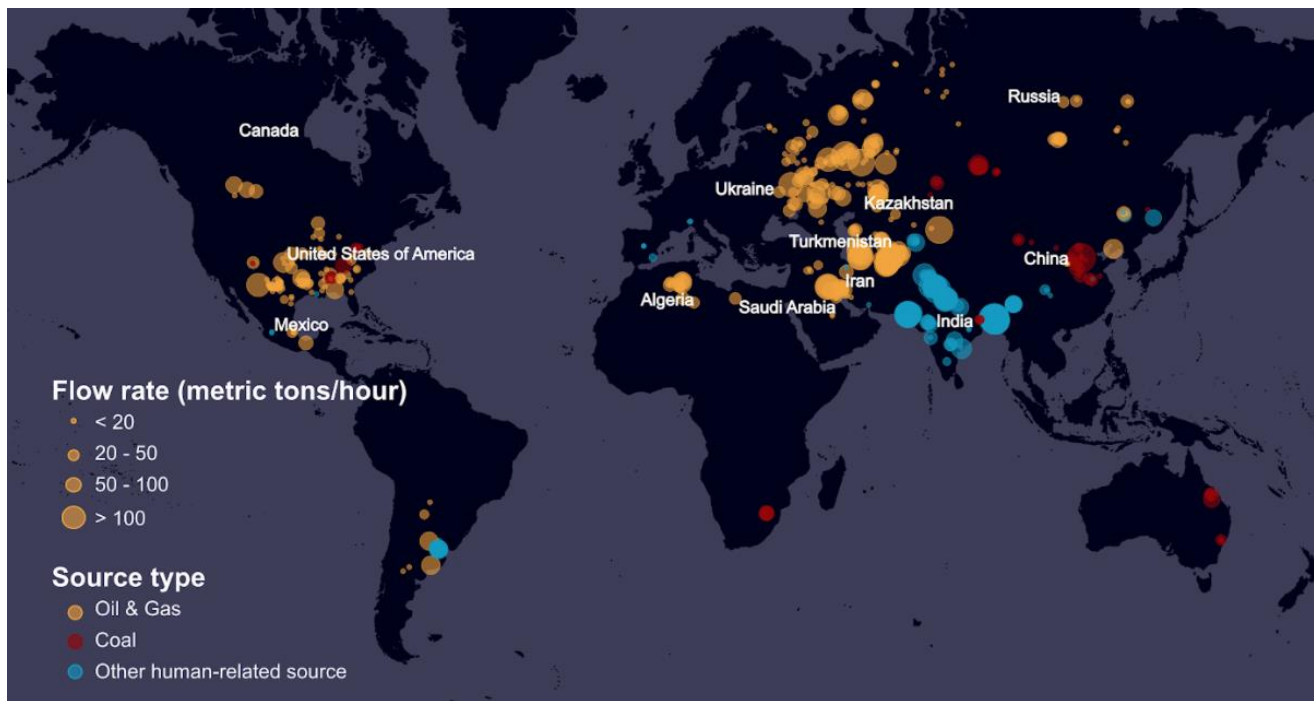 Canada
Russia
Ukraine
Kazakhstan
Turkmenistan
United States of America
China
Iran
Algeria
Saudi Arabia
India
Mexico
Flow rate (metric tons/hour)
< 20
20 - 50
50 - 100
> 100
Source type
Oil & Gas
Coal
Other human-related source